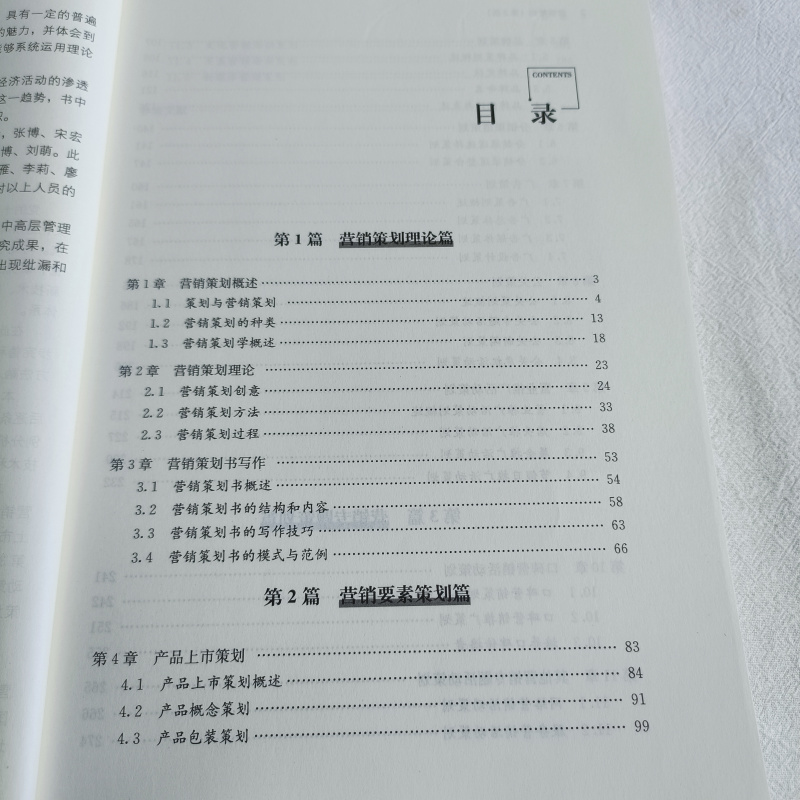 具有一定的普遍
的魅力，并体会到
能够系统运用理论
经济活动的渗透
这一趋势，书中
，张博、宋宏
博、刘萌。此
雁、李莉、廖
对以上人员的
中高层管理
究成果，在
出现纰漏和
CONTENTS
目 录
第1篇 营销策划理论篇
第1章 营销策划概述 3
1.1 策划与营销策划 4
1.2 营销策划的种类 13
1.3 营销策划学概述 18
第2章 营销策划理论 23
2.1 营销策划创意 24
2.2 营销策划方法 33
2.3 营销策划过程 38
第3章 营销策划书写作 53
3.1 营销策划书概述 54
3.2 营销策划书的结构和内容 58
3.3 营销策划书的写作技巧 63
3.4 营销策划书的模式与范例 66
第2篇 营销要素策划篇
第4章 产品上市策划 83
4.1 产品上市策划概述 84
4.2 产品概念策划 91
4.3 产品包装策划 99